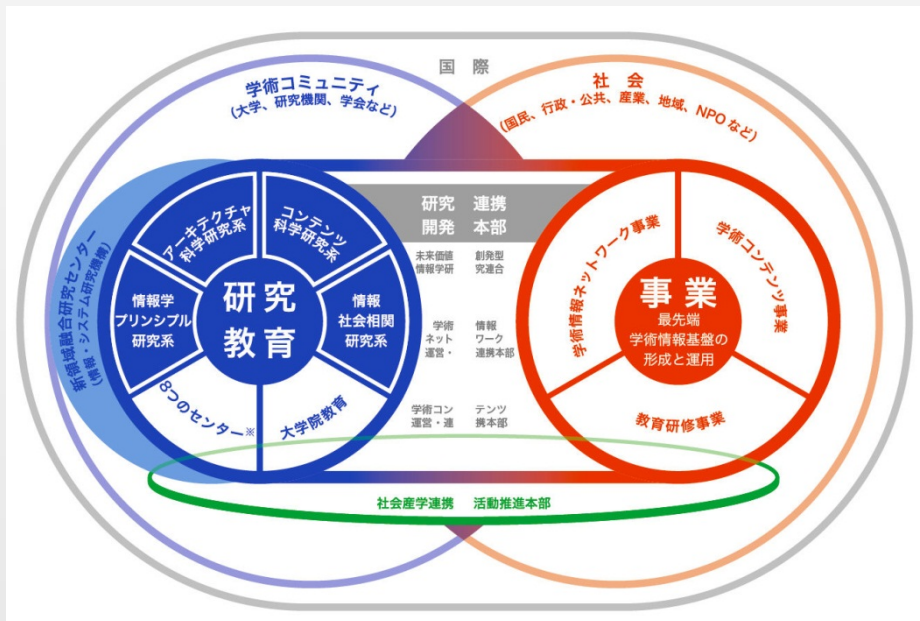 国際
学術コミュニティ
(大学、研究機関、学会など)
社会
(国民、行政・公共、産業、地域、NPOなど)
新領域融合研究センター
(情報・システム研究機構)
アーキテクチャ
科学研究系
コンテンツ
科学研究系
情報学
プリンシプル
研究系
情報
社会相関
研究系
研究
教育
8つのセンター※
大学院教育
研究 連携
開発 本部
未来価値 創発型
情報学研 究連合
学術 情報
ネット ワーク
運営・ 連携本部
学術コン テンツ
運営・連 携本部
学術情報ネットワーク事業
学術コンテンツ事業
事業
最先端
学術情報基盤の
形成と運用
教育研修事業
社会産学連携 活動推進本部